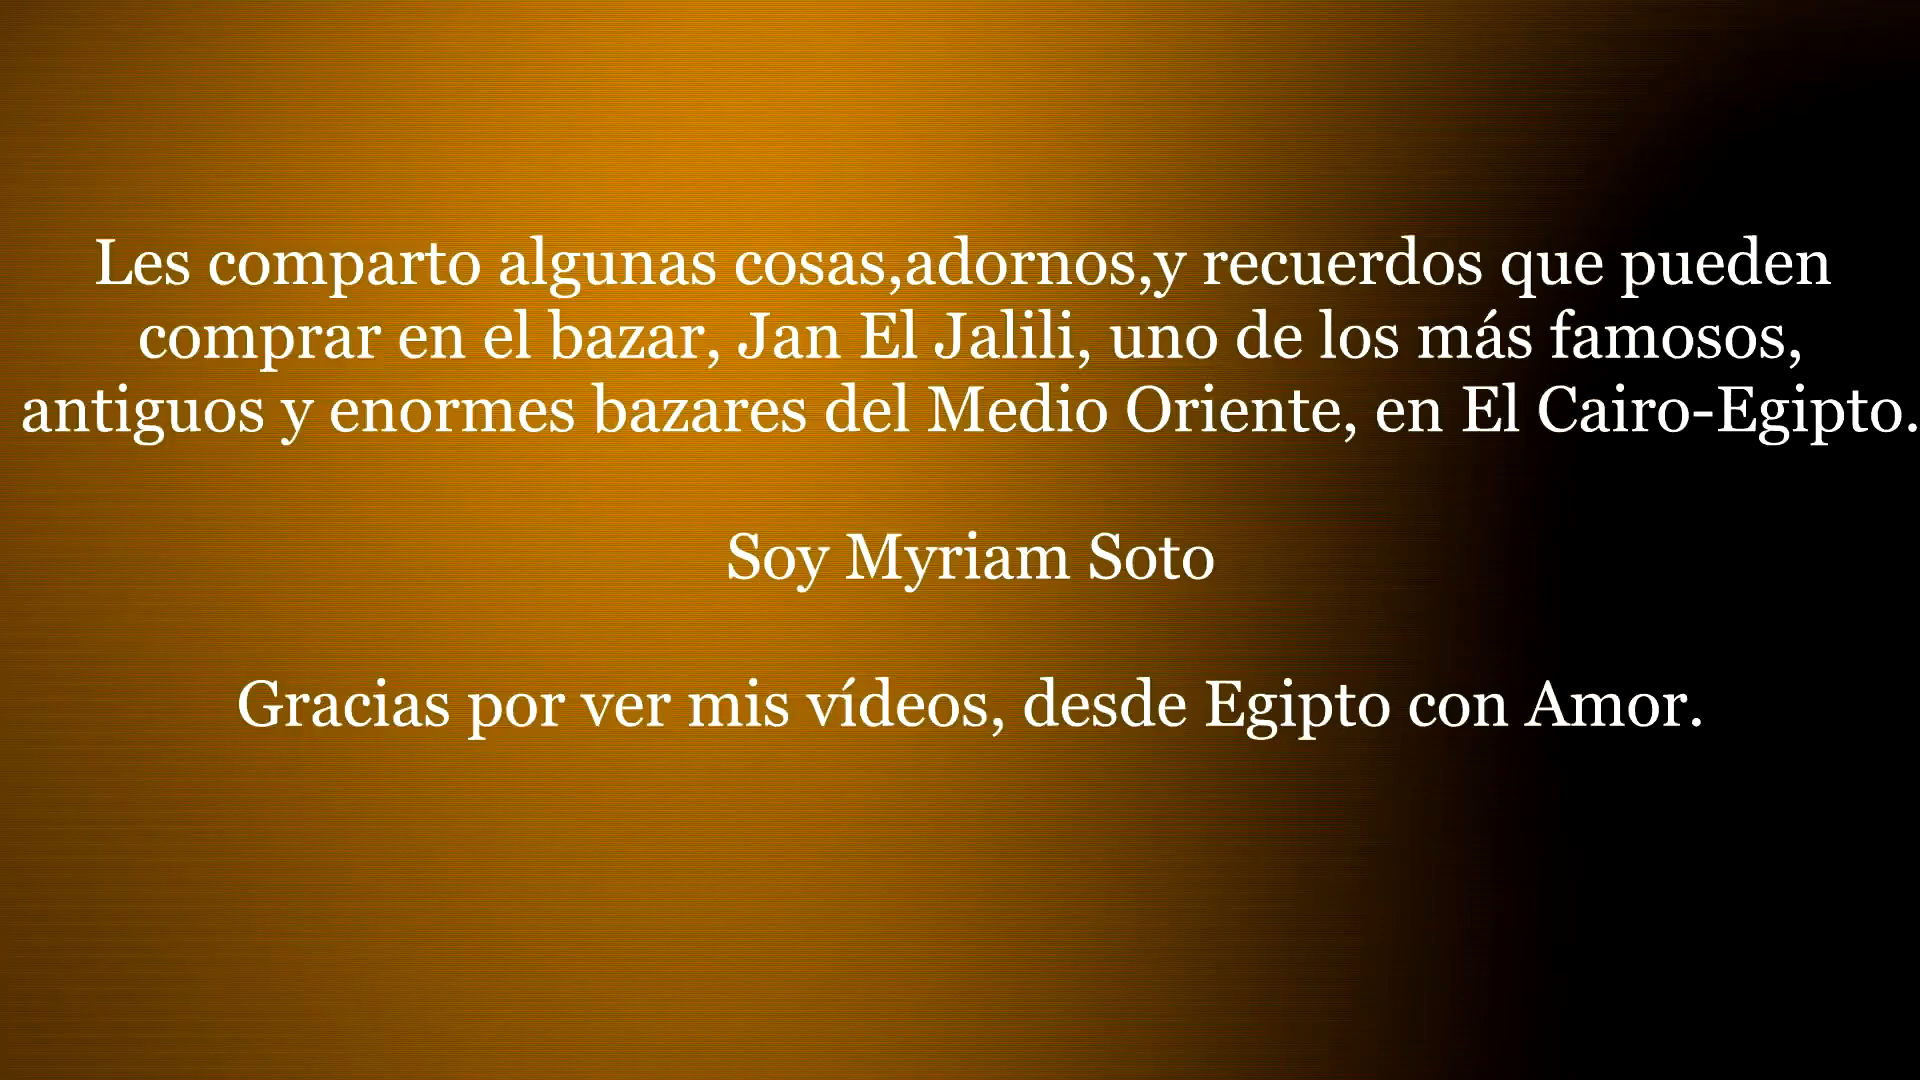 Les comparto algunas cosas,adornos,y recuerdos que pueden
comprar en el bazar, Jan El Jalili, uno de los más famosos,
antiguos y enormes bazares del Medio Oriente, en El Cairo-Egipto.
Soy Myriam Soto
Gracias por ver mis vídeos, desde Egipto con Amor.